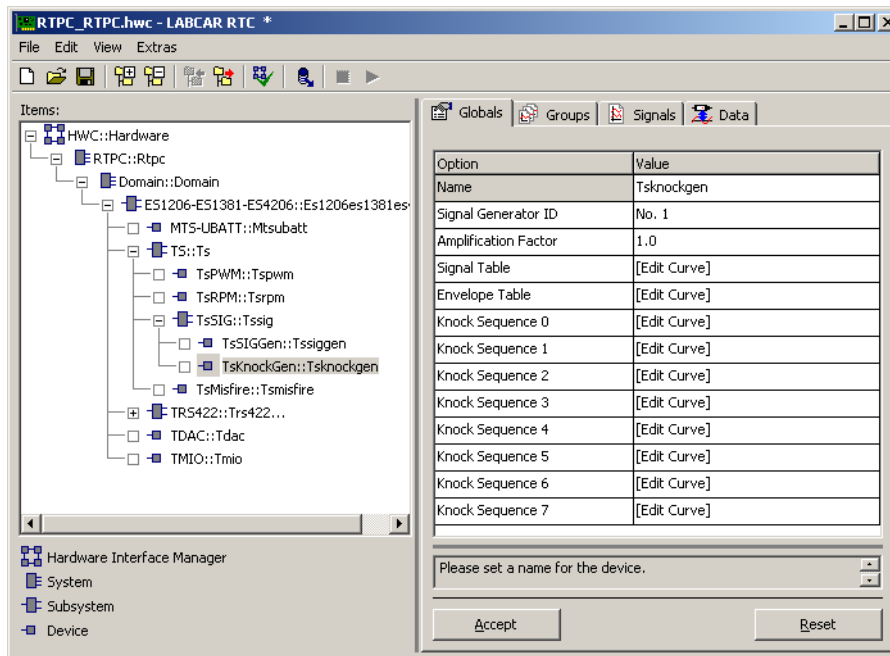 RTPC_RTPC.hwc - LABCAR RTC *
File Edit View Extras
Items:
HWC::Hardware
RTPC::Rtpc
Domain::Domain
ES1206-ES1381-ES4206::Es1206es1381es
MTS-UBATT::Mtsubatt
TS::Ts
TsPWM::Tspwm
TsRPM::Tsrpm
TsSIG::Tssig
TsSIGGen::Tssiggen
TsKnockGen::Tsknockgen
TsMisfire::Tsmisfire
TRS422::Trs422...
TDAC::Tdac
TMIO::Tmio
Hardware Interface Manager
System
Subsystem
Device
Globals Groups Signals Data
Option Value
Name Tsknockgen
Signal Generator ID No. 1
Amplification Factor 1.0
Signal Table [Edit Curve]
Envelope Table [Edit Curve]
Knock Sequence 0 [Edit Curve]
Knock Sequence 1 [Edit Curve]
Knock Sequence 2 [Edit Curve]
Knock Sequence 3 [Edit Curve]
Knock Sequence 4 [Edit Curve]
Knock Sequence 5 [Edit Curve]
Knock Sequence 6 [Edit Curve]
Knock Sequence 7 [Edit Curve]
Please set a name for the device.
Accept Reset